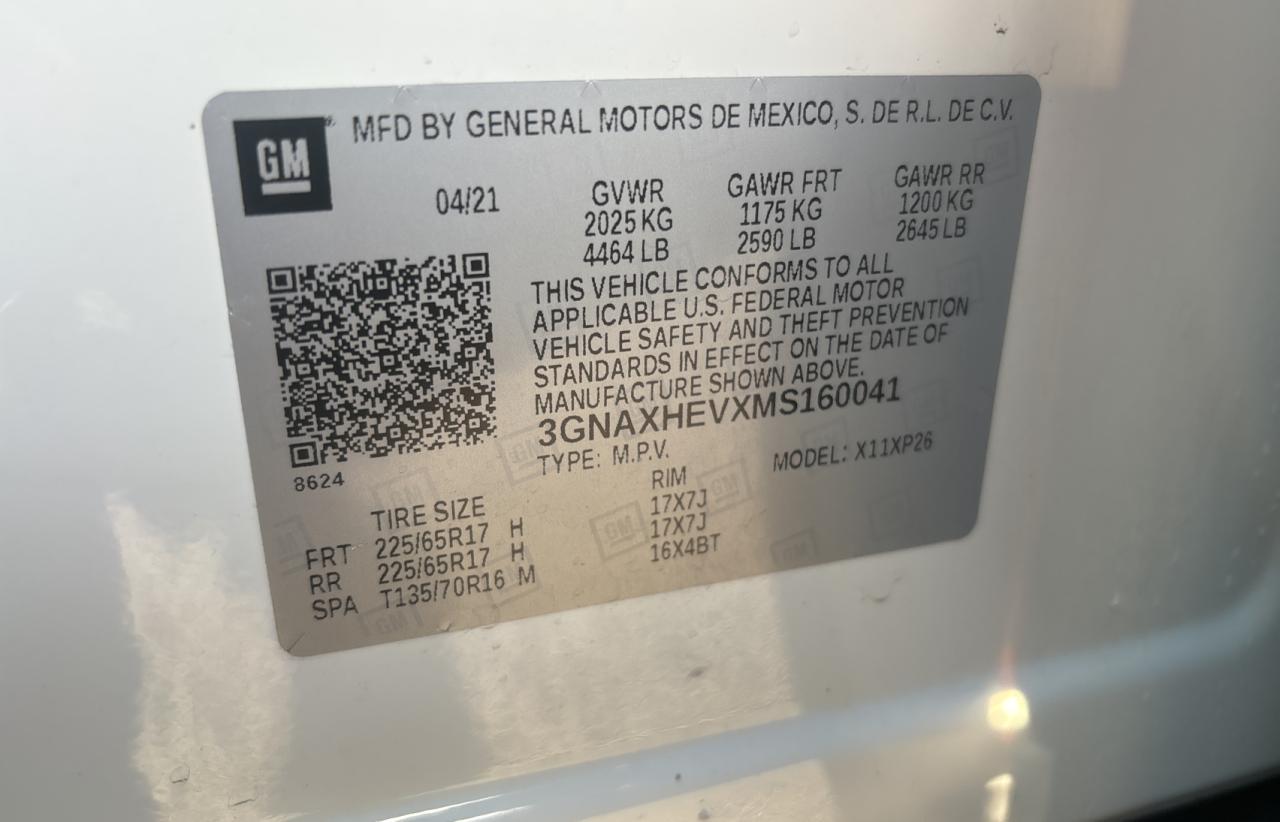 GM
MFD BY GENERAL MOTORS DE MEXICO, S. DE R.L. DE C.V.
04/21
GVWR GAWR FRT GAWR RR
2025 KG 1175 KG 1200 KG
4464 LB 2590 LB 2645 LB
THIS VEHICLE CONFORMS TO ALL
APPLICABLE U.S. FEDERAL MOTOR
VEHICLE SAFETY AND THEFT PREVENTION
STANDARDS IN EFFECT ON THE DATE OF
MANUFACTURE SHOWN ABOVE.
3GNAXHEVXMS160041
TYPE: M.P.V. MODEL: X11XP26
8624
TIRE SIZE RIM
FRT 225/65R17 H 17X7J
RR 225/65R17 H 17X7J
SPA T135/70R16 M 16X4BT